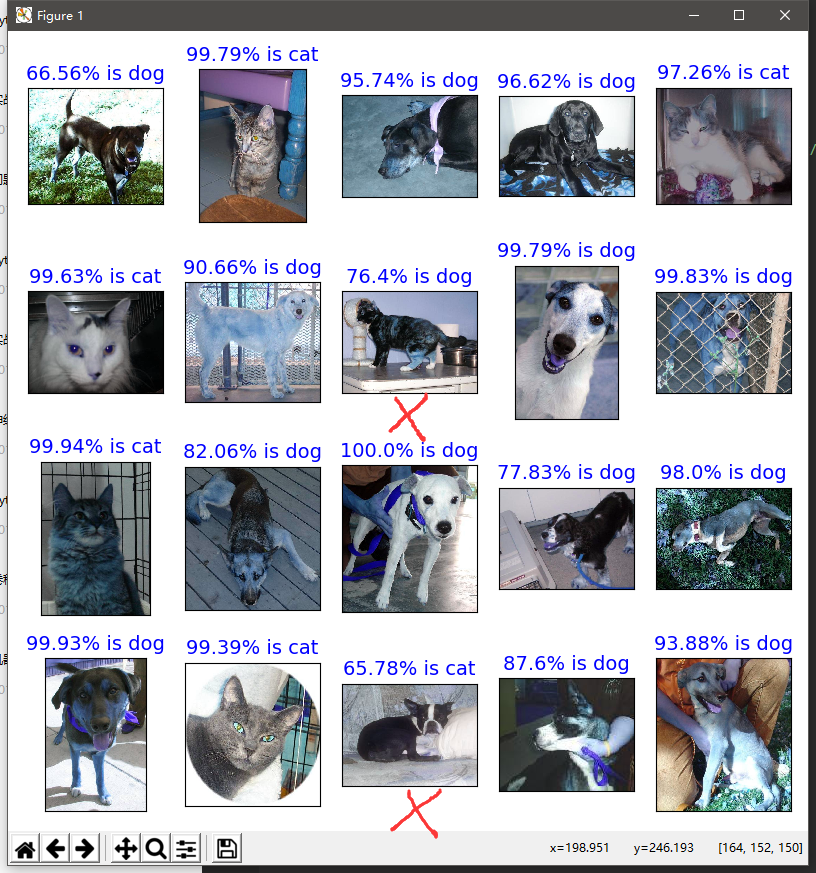 Figure 1
66.56% is dog
99.79% is cat
95.74% is dog
96.62% is dog
97.26% is cat
99.63% is cat
90.66% is dog
76.4% is dog
99.79% is dog
99.83% is dog
99.94% is cat
82.06% is dog
100.0% is dog
77.83% is dog
98.0% is dog
99.93% is dog
99.39% is cat
65.78% is cat
87.6% is dog
93.88% is dog
x=198.951 y=246.193 [164, 152, 150]